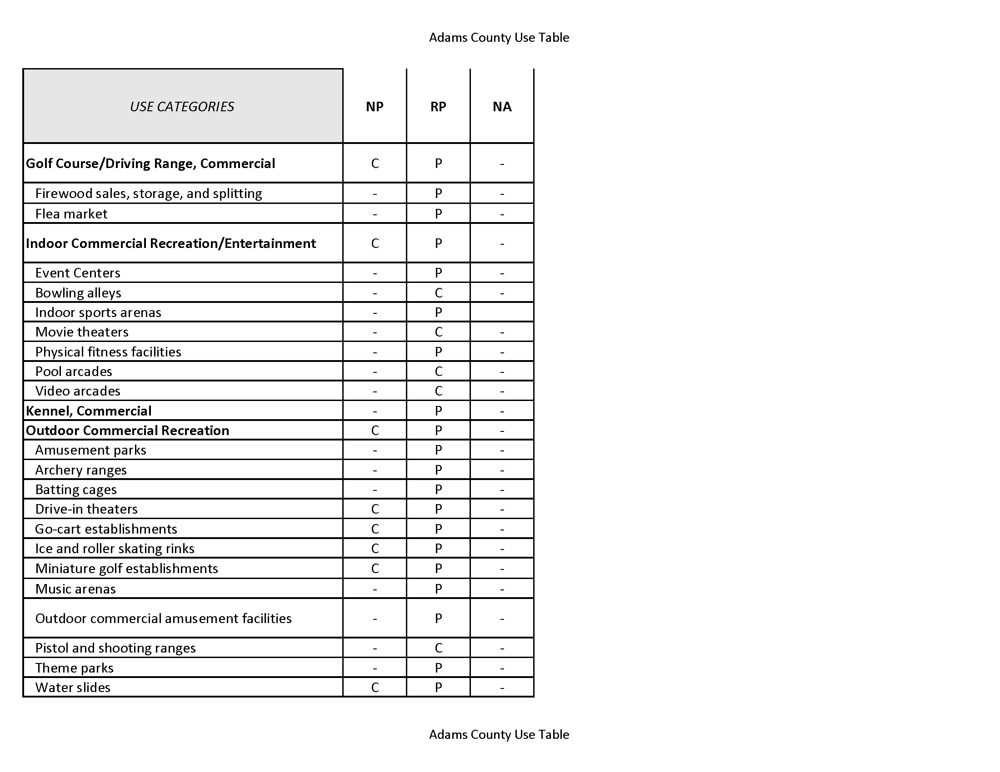 Adams County Use Table
USE CATEGORIES NP RP NA
Golf Course/Driving Range, Commercial C P -
Firewood sales, storage, and splitting - P -
Flea market - P -
Indoor Commercial Recreation/Entertainment C P -
Event Centers - P -
Bowling alleys - C -
Indoor sports arenas - P
Movie theaters - C -
Physical fitness facilities - P -
Pool arcades - C -
Video arcades - C -
Kennel, Commercial - P -
Outdoor Commercial Recreation C P -
Amusement parks - P -
Archery ranges - P -
Batting cages - P -
Drive-in theaters C P -
Go-cart establishments C P -
Ice and roller skating rinks C P -
Miniature golf establishments C P -
Music arenas - P -
Outdoor commercial amusement facilities - P -
Pistol and shooting ranges - C -
Theme parks - P -
Water slides C P -
Adams County Use Table